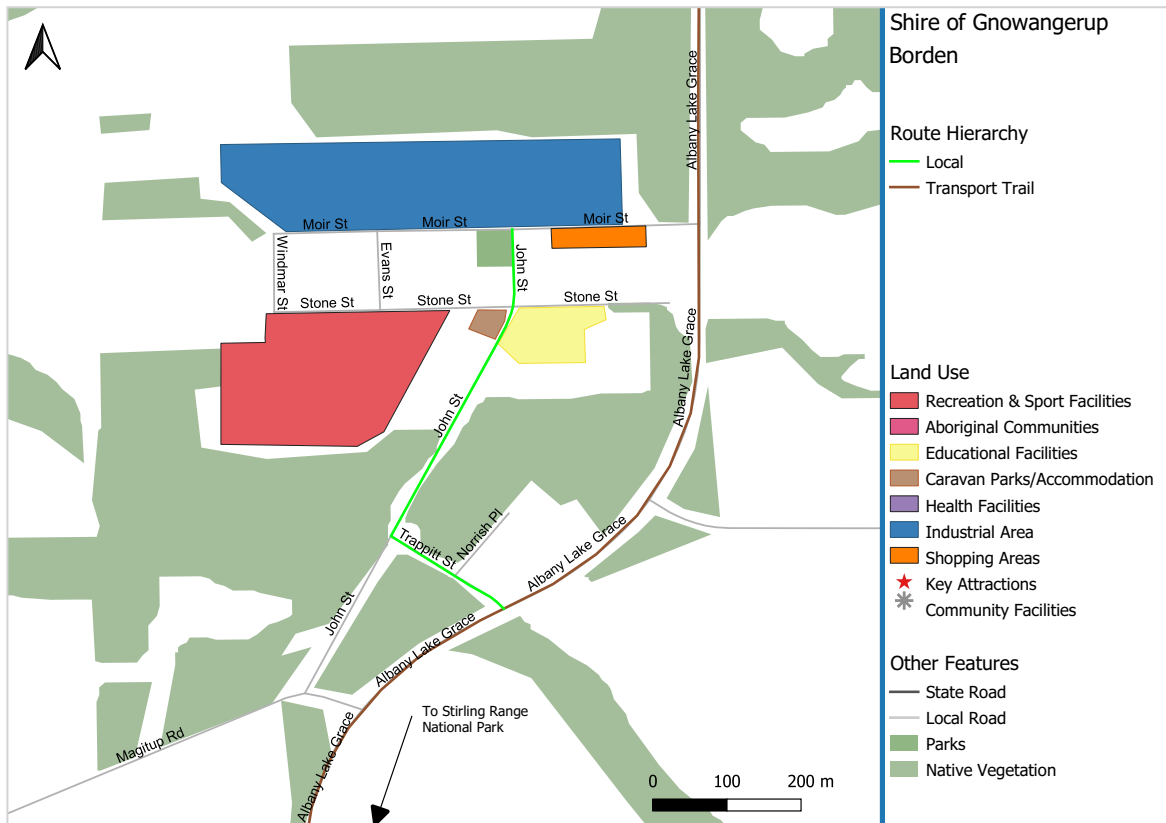 Shire of Gnowangerup
Borden
Route Hierarchy
Local
Transport Trail
Land Use
Recreation & Sport Facilities
Aboriginal Communities
Educational Facilities
Caravan Parks/Accommodation
Health Facilities
Industrial Area
Shopping Areas
Key Attractions
Community Facilities
Other Features
State Road
Local Road
Parks
Native Vegetation
Albany Lake Grace
Moir St
Moir St
Moir St
Windmar St
Evans St
John St
Stone St
Stone St
Stone St
Albany Lake Grace
John St
Trappitt St
Norrish Pl
Albany Lake Grace
John St
Albany Lake Grace
Magitup Rd
Albany Lake Grace
To Stirling Range
National Park
0 100 200 m